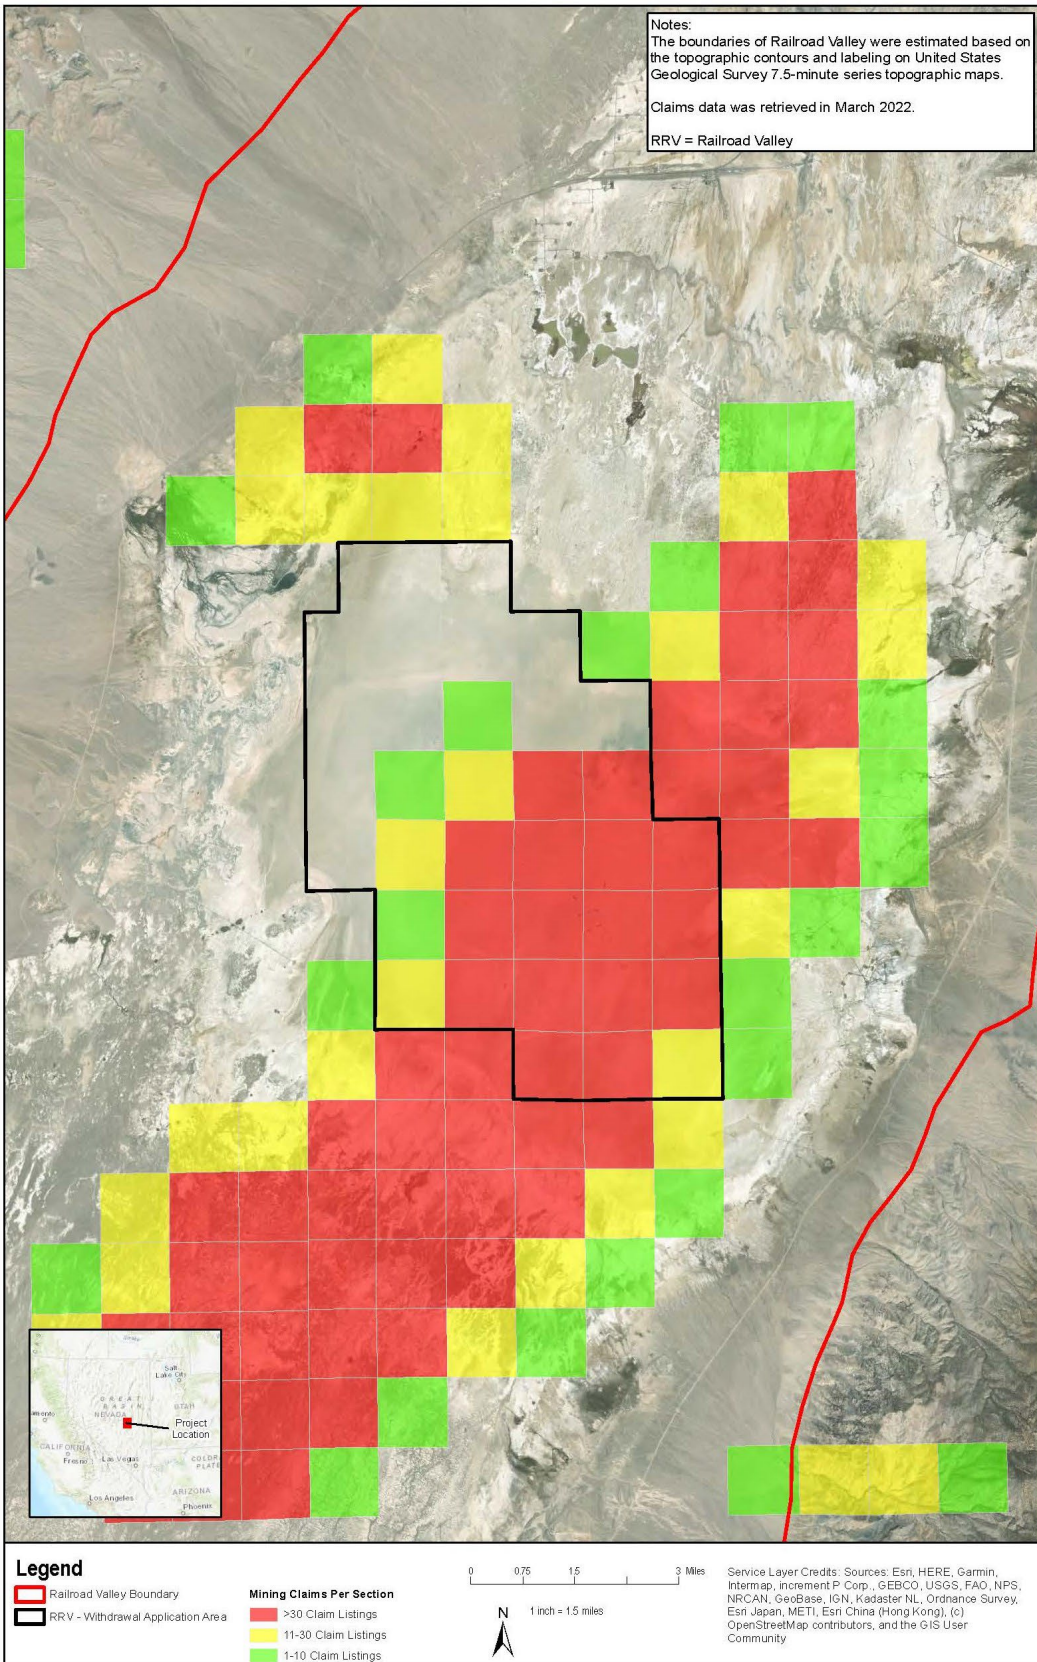 Notes:
The boundaries of Railroad Valley were estimated based on
the topographic contours and labeling on United States
Geological Survey 7.5-minute series topographic maps.
Claims data was retrieved in March 2022.
RRV = Railroad Valley
Salt
Lake City
GREAT
BASIN
NEVADA
UTAH
Project
Location
CALIFORNIA
Fresno
Las Vegas
ARIZONA
Los Angeles
Phoenix
Legend
Railroad Valley Boundary
RRV - Withdrawal Application Area
Mining Claims Per Section
>30 Claim Listings
11-30 Claim Listings
1-10 Claim Listings
0 0.75 1.5 3 Miles
N
1 inch = 1.5 miles
Service Layer Credits: Sources: Esri, HERE, Garmin,
Intermap, increment P Corp., GEBCO, USGS, FAO, NPS,
NRCAN, GeoBase, IGN, Kadaster NL, Ordnance Survey,
Esri Japan, METI, Esri China (Hong Kong), (c)
OpenStreetMap contributors, and the GIS User
Community